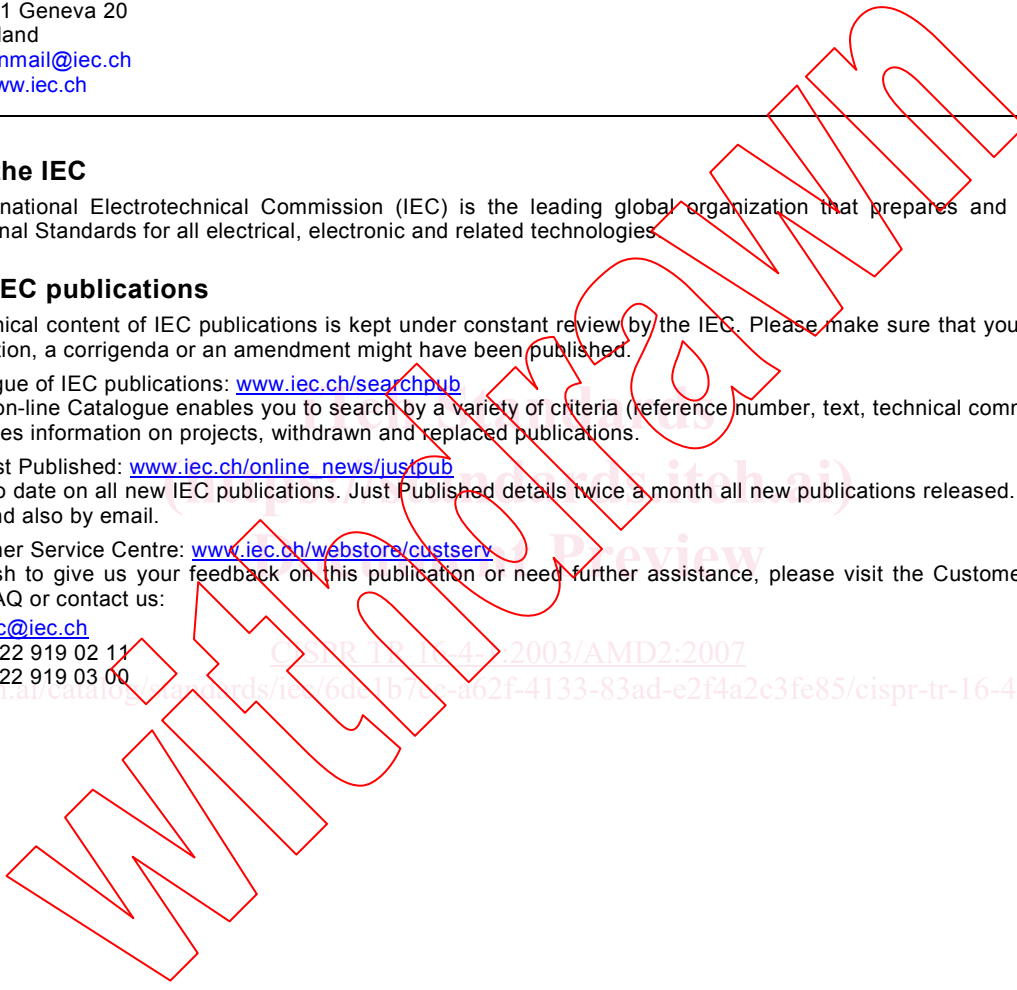 1 Geneva 20
land
nmail@iec.ch
ww.iec.ch
the IEC
national Electrotechnical Commission (IEC) is the leading global organization that prepares and
nal Standards for all electrical, electronic and related technologies
EC publications
nical content of IEC publications is kept under constant review by the IEC. Please make sure that you
tion, a corrigenda or an amendment might have been published.
gue of IEC publications: www.iec.ch/searchpub
on-line Catalogue enables you to search by a variety of criteria (reference number, text, technical comm
es information on projects, withdrawn and replaced publications.
st Published: www.iec.ch/online_news/justpub
o date on all new IEC publications. Just Published details twice a month all new publications released.
nd also by email.
ner Service Centre: www.iec.ch/webstore/custserv
sh to give us your feedback on this publication or need further assistance, please visit the Custome
AQ or contact us:
c@iec.ch
22 919 02 11
22 919 03 00
iTeh Standards
(https://standards.iteh.ai)
Document Preview
CISPR TR 16-4-1:2003/AMD2:2007
h.ai/catalog/standards/iec/6de1b7ee-a62f-4133-83ad-e2f4a2c3fe85/cispr-tr-16-4
withdrawn